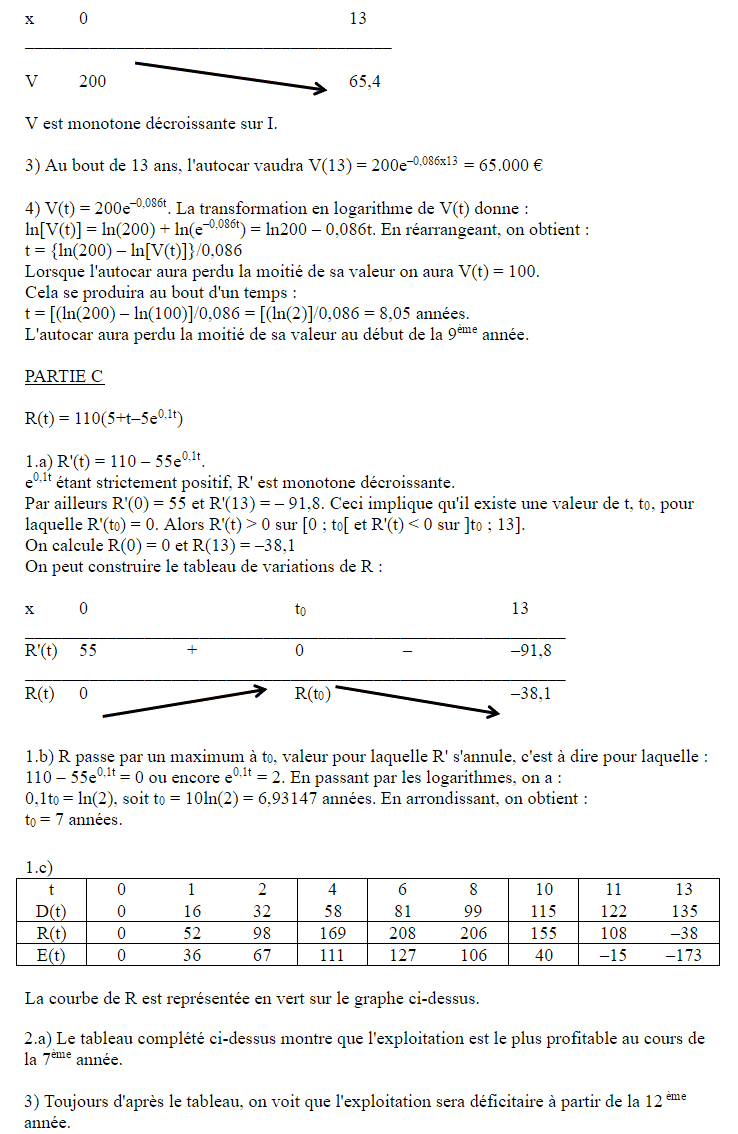 x 0 13
V 200 65,4
V est monotone décroissante sur I.
3) Au bout de 13 ans, l'autocar vaudra V(13) = 200e^–0,086x13 = 65.000 €
4) V(t) = 200e^–0,086t. La transformation en logarithme de V(t) donne :
ln[V(t)] = ln(200) + ln(e^–0,086t) = ln200 – 0,086t. En réarrangeant, on obtient :
t = {ln(200) – ln[V(t)]}/0,086
Lorsque l'autocar aura perdu la moitié de sa valeur on aura V(t) = 100.
Cela se produira au bout d'un temps :
t = [(ln(200) – ln(100)]/0,086 = [(ln(2)]/0,086 = 8,05 années.
L'autocar aura perdu la moitié de sa valeur au début de la 9ème année.
PARTIE C
R(t) = 110(5+t–5e^0,1t)
1.a) R'(t) = 110 – 55e^0,1t.
e^0,1t étant strictement positif, R' est monotone décroissante.
Par ailleurs R'(0) = 55 et R'(13) = – 91,8. Ceci implique qu'il existe une valeur de t, t0, pour
laquelle R'(t0) = 0. Alors R'(t) > 0 sur [0 ; t0[ et R'(t) < 0 sur ]t0 ; 13].
On calcule R(0) = 0 et R(13) = –38,1
On peut construire le tableau de variations de R :
x 0 t0 13
R'(t) 55 + 0 – –91,8
R(t) 0 R(t0) –38,1
1.b) R passe par un maximum à t0, valeur pour laquelle R' s'annule, c'est à dire pour laquelle :
110 – 55e^0,1t = 0 ou encore e^0,1t = 2. En passant par les logarithmes, on a :
0,1t0 = ln(2), soit t0 = 10ln(2) = 6,93147 années. En arrondissant, on obtient :
t0 = 7 années.
1.c)
t 0 1 2 4 6 8 10 11 13
D(t) 0 16 32 58 81 99 115 122 135
R(t) 0 52 98 169 208 206 155 108 –38
E(t) 0 36 67 111 127 106 40 –15 –173
La courbe de R est représentée en vert sur le graphe ci-dessus.
2.a) Le tableau complété ci-dessus montre que l'exploitation est le plus profitable au cours de
la 7ème année.
3) Toujours d'après le tableau, on voit que l'exploitation sera déficitaire à partir de la 12 ème
année.